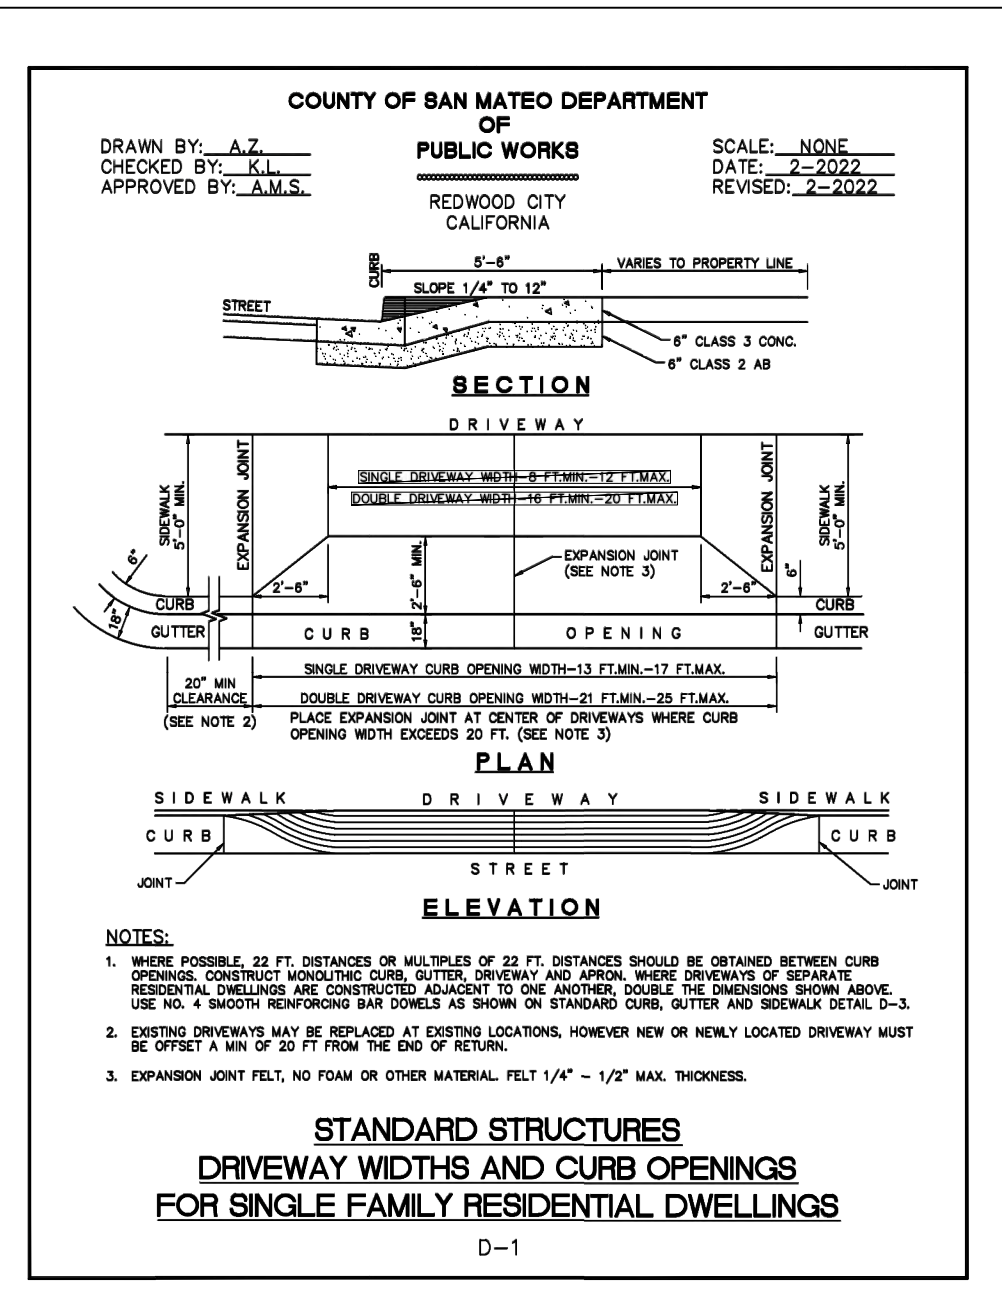 COUNTY OF SAN MATEO DEPARTMENT
OF
PUBLIC WORKS
DRAWN BY: A.Z.
CHECKED BY: K.L.
APPROVED BY: A.M.S.
SCALE: NONE
DATE: 2-2022
REVISED: 2-2022
REDWOOD CITY
CALIFORNIA
CURB
5'-6"
VARIES TO PROPERTY LINE
SLOPE 1/4" TO 12"
STREET
6" CLASS 3 CONC.
6" CLASS 2 AB
SECTION
DRIVEWAY
SIDEWALK
5'-0" MIN.
EXPANSION JOINT
SINGLE DRIVEWAY WIDTH-8 FT.MIN.-12 FT.MAX.
DOUBLE DRIVEWAY WIDTH-16 FT.MIN.-20 FT.MAX.
EXPANSION JOINT
SIDEWALK
5'-0" MIN.
6"
2'-6"
2'-6" MIN.
EXPANSION JOINT
(SEE NOTE 3)
2'-6"
6"
CURB
CURB
18"
GUTTER
CURB
18"
OPENING
GUTTER
SINGLE DRIVEWAY CURB OPENING WIDTH-13 FT.MIN.-17 FT.MAX.
20" MIN
CLEARANCE
(SEE NOTE 2)
DOUBLE DRIVEWAY CURB OPENING WIDTH-21 FT.MIN.-25 FT.MAX.
PLACE EXPANSION JOINT AT CENTER OF DRIVEWAYS WHERE CURB
OPENING WIDTH EXCEEDS 20 FT. (SEE NOTE 3)
PLAN
SIDEWALK
DRIVEWAY
SIDEWALK
CURB
CURB
STREET
JOINT
JOINT
ELEVATION
NOTES:
1. WHERE POSSIBLE, 22 FT. DISTANCES OR MULTIPLES OF 22 FT. DISTANCES SHOULD BE OBTAINED BETWEEN CURB
OPENINGS. CONSTRUCT MONOLITHIC CURB, GUTTER, DRIVEWAY AND APRON. WHERE DRIVEWAYS OF SEPARATE
RESIDENTIAL DWELLINGS ARE CONSTRUCTED ADJACENT TO ONE ANOTHER, DOUBLE THE DIMENSIONS SHOWN ABOVE.
USE NO. 4 SMOOTH REINFORCING BAR DOWELS AS SHOWN ON STANDARD CURB, GUTTER AND SIDEWALK DETAIL D-3.
2. EXISTING DRIVEWAYS MAY BE REPLACED AT EXISTING LOCATIONS, HOWEVER NEW OR NEWLY LOCATED DRIVEWAY MUST
BE OFFSET A MIN OF 20 FT FROM THE END OF RETURN.
3. EXPANSION JOINT FELT, NO FOAM OR OTHER MATERIAL. FELT 1/4" - 1/2" MAX. THICKNESS.
STANDARD STRUCTURES
DRIVEWAY WIDTHS AND CURB OPENINGS
FOR SINGLE FAMILY RESIDENTIAL DWELLINGS
D-1